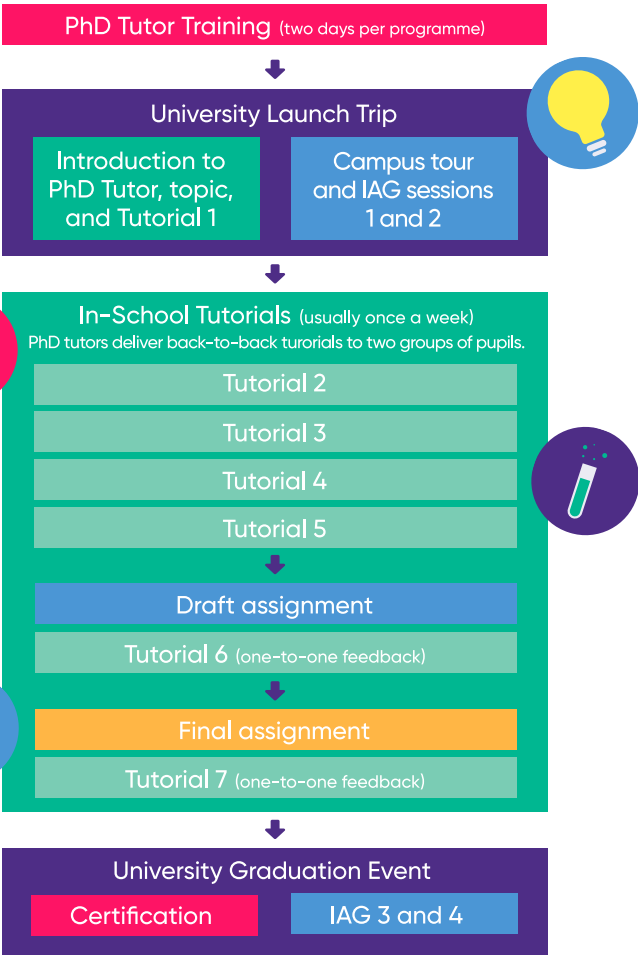 PhD Tutor Training (two days per programme)
University Launch Trip
Introduction to
PhD Tutor, topic,
and Tutorial 1
Campus tour
and IAG sessions
1 and 2
In-School Tutorials (usually once a week)
PhD tutors deliver back-to-back turorials to two groups of pupils.
Tutorial 2
Tutorial 3
Tutorial 4
Tutorial 5
Draft assignment
Tutorial 6 (one-to-one feedback)
Final assignment
Tutorial 7 (one-to-one feedback)
University Graduation Event
Certification
IAG 3 and 4